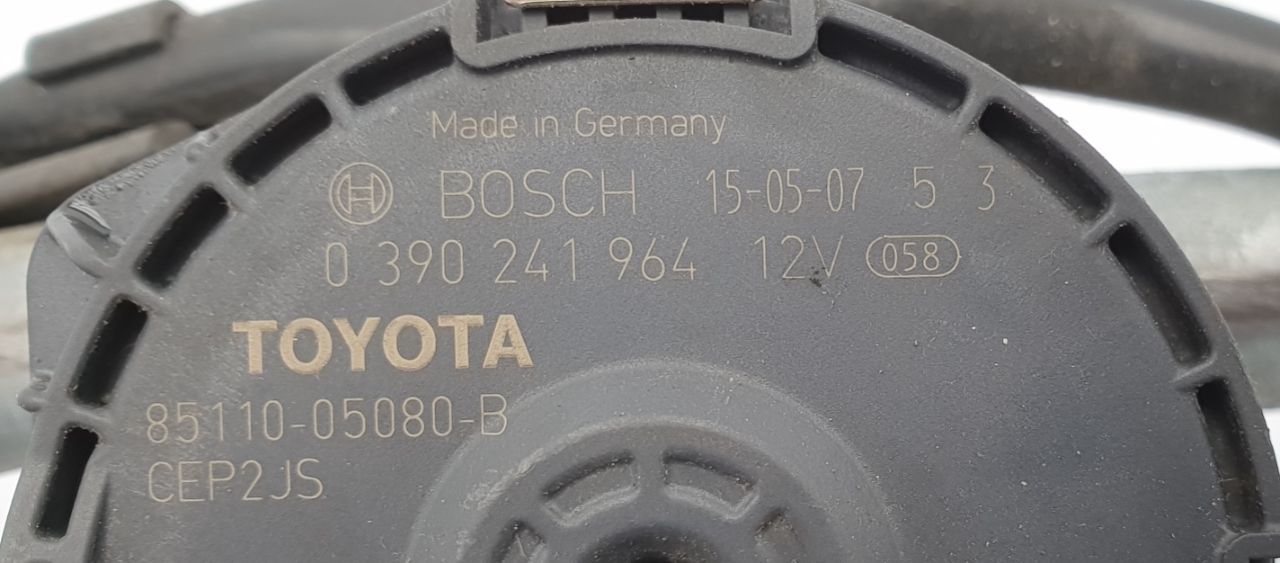 Made in Germany
BOSCH 15-05-07 5 3
0 390 241 964 12V 058
TOYOTA
85110-05080-B
CEP2JS